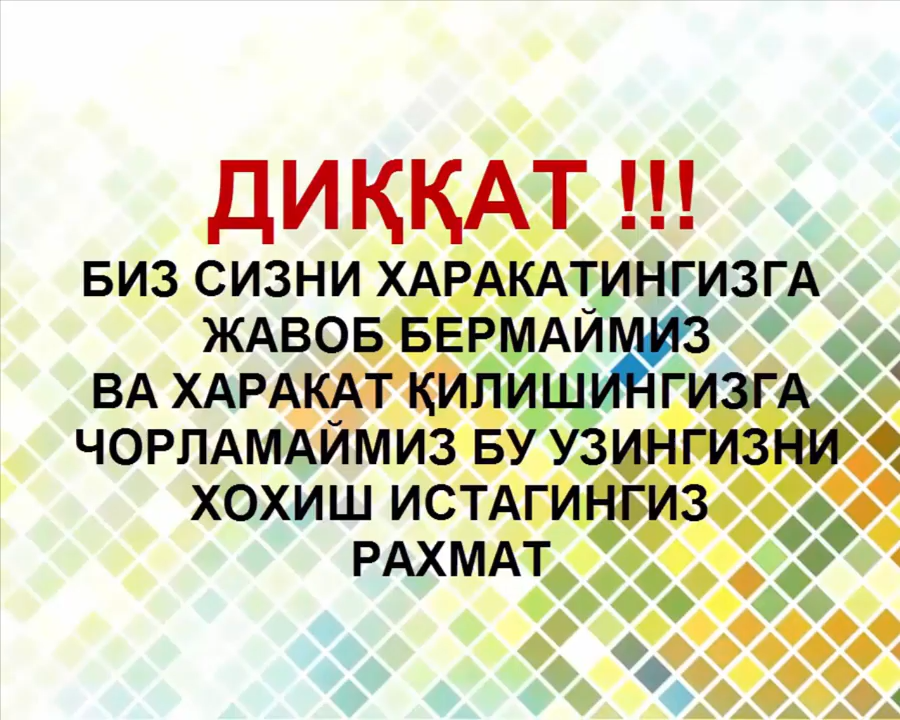 ДИҚҚАТ !!!
БИЗ СИЗНИ ХАРАКАТИНГИЗГА
ЖАВОБ БЕРМАЙМИЗ
ВА ХАРАКАТ ҚИЛИШИНГИЗГА
ЧОРЛАМАЙМИЗ БУ УЗИНГИЗНИ
ХОХИШ ИСТАГИНГИЗ
РАХМАТ